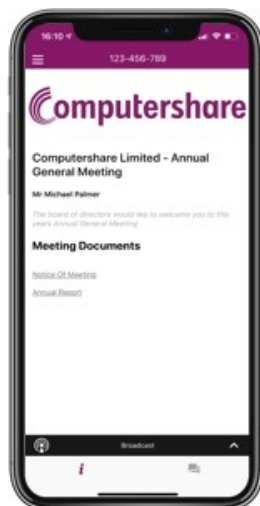 16:10
123-456-789
Computershare
Computershare Limited - Annual
General Meeting
Mr Michael Palmer
The board of directors would like to welcome you to this
years Annual General Meeting
Meeting Documents
Notice Of Meeting
Annual Report
Broadcast
i